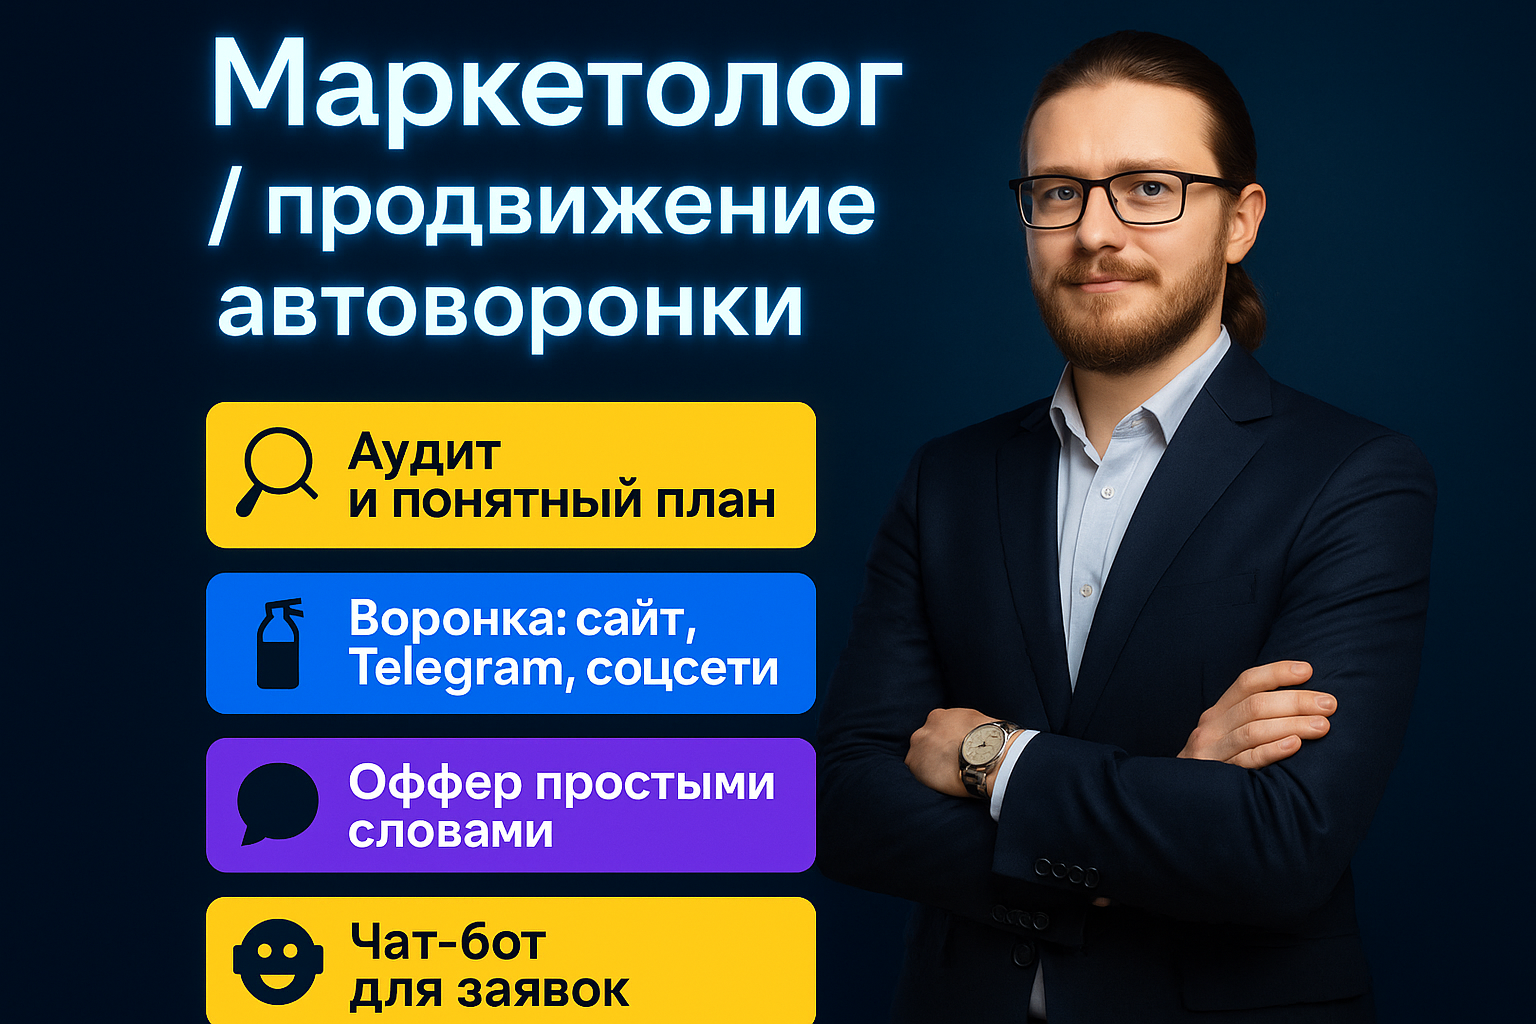 Маркетолог
/ продвижение
автоворонки
Аудит
и понятный план
Воронка: сайт,
Telegram, соцсети
Оффер простыми
словами
Чат-бот
для заявок